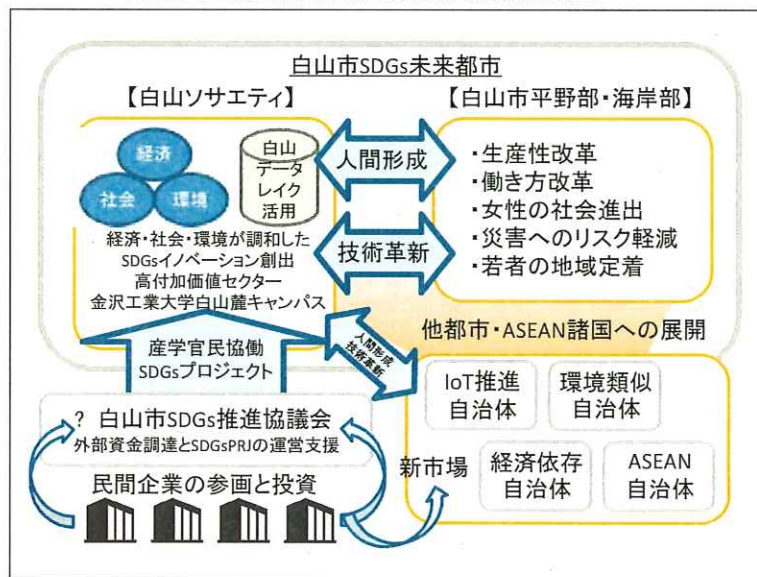 白山市SDGs未来都市
【白山ソサエティ】
経済
社会
環境
白山
データ
レイク
活用
経済・社会・環境が調和した
SDGsイノベーション創出
高付加価値セクター
金沢工業大学白山麓キャンパス
人間形成
技術革新
【白山市平野部・海岸部】
・生産性改革
・働き方改革
・女性の社会進出
・災害へのリスク軽減
・若者の地域定着
産学官民協働
SDGsプロジェクト
人間形成
技術革新
他都市・ASEAN諸国への展開
? 白山市SDGs推進協議会
外部資金調達とSDGsPRJの運営支援
民間企業の参画と投資
新市場
IoT推進
自治体
環境類似
自治体
経済依存
自治体
ASEAN
自治体